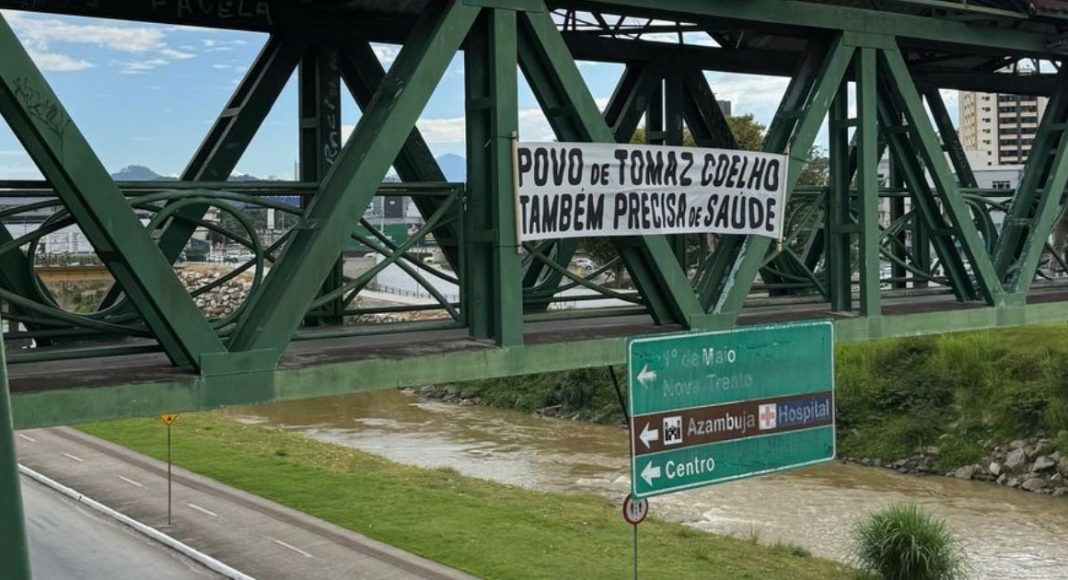 POVO DE TOMAZ COELHO
TAMBÉM PRECISA DE SAÚDE
1º de Maio
Nova Trento
Azambuja Hospital
Centro